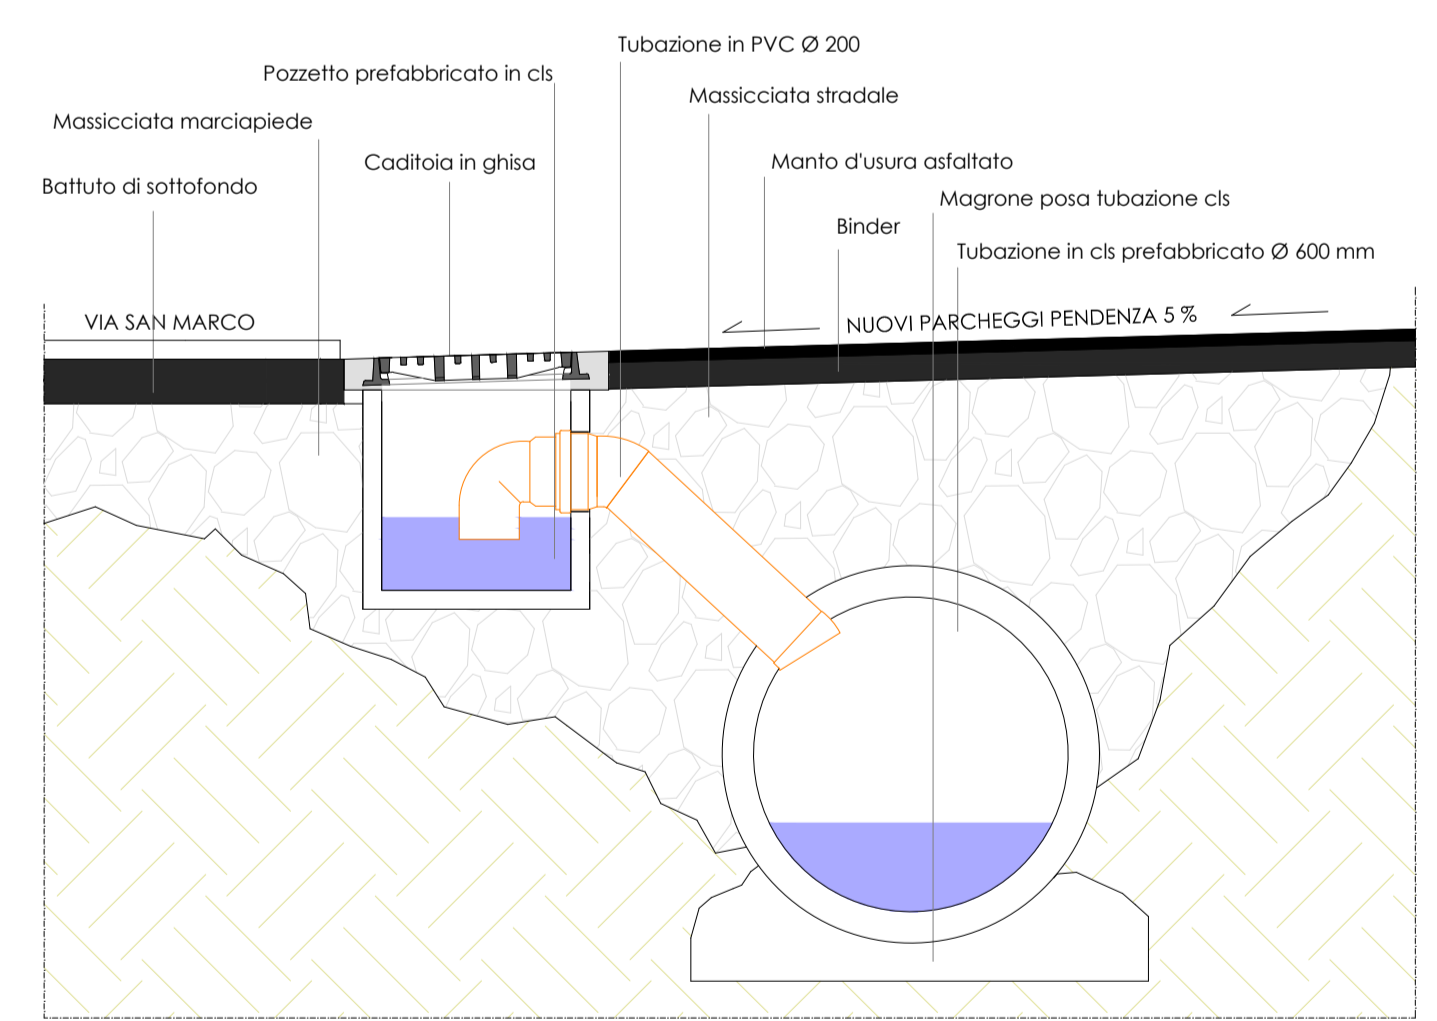 Tubazione in PVC Ø 200
Pozzetto prefabbricato in cls
Massicciata stradale
Massicciata marciapiede
Caditoia in ghisa
Manto d'usura asfaltato
Battuto di sottofondo
Magrone posa tubazione cls
Binder
Tubazione in cls prefabbricato Ø 600 mm
VIA SAN MARCO
NUOVI PARCHEGGI PENDENZA 5 %